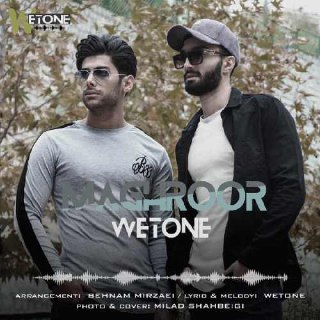 WETONE
MAGHROOR
WETONE
ARRANGEMENT: BEHNAM MIRZAEI / LYRIC & MELODY: WETONE
PHOTO & COVER: MILAD SHAHBEIGI